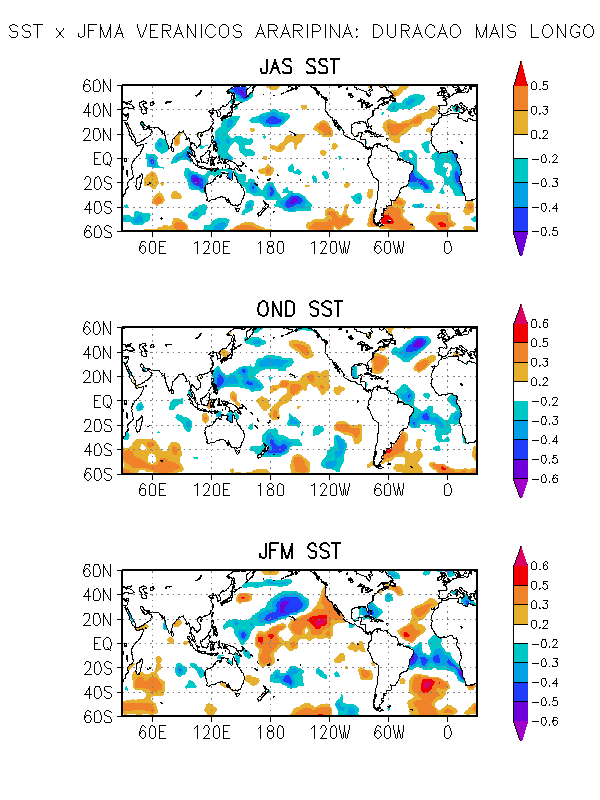 SST x JFMA VERANICOS ARARIPINA: DURACAO MAIS LONGO
JAS SST
60N
40N
20N
EQ
20S
40S
60S
60E 120E 180 120W 60W 0
0.5
0.3
0.2
-0.2
-0.3
-0.4
-0.5
OND SST
60N
40N
20N
EQ
20S
40S
60S
60E 120E 180 120W 60W 0
0.6
0.5
0.3
0.2
-0.2
-0.3
-0.4
-0.5
-0.6
JFM SST
60N
40N
20N
EQ
20S
40S
60S
60E 120E 180 120W 60W 0
0.6
0.5
0.3
0.2
-0.2
-0.3
-0.4
-0.5
-0.6